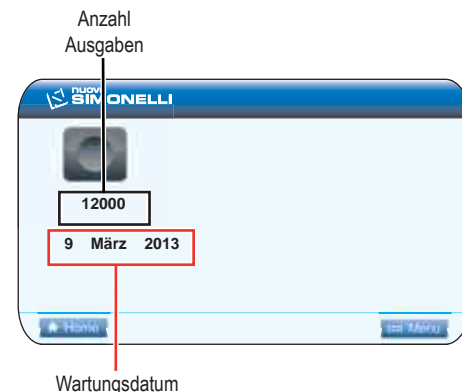 Anzahl
Ausgaben
nuova
SIMONELLI
12000
9 März 2013
Home
Menu
Wartungsdatum